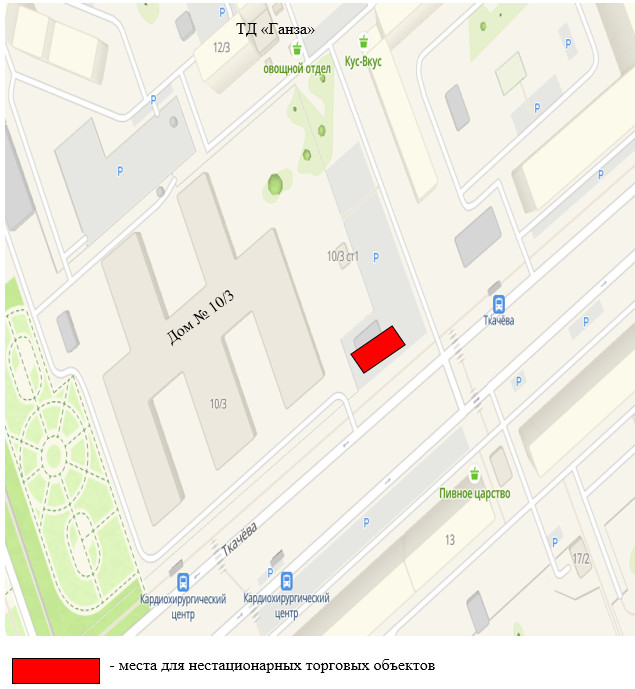 P
ТД «Ганза»
12/3
овощной отдел
Кус-Вкус
P
P
P
P
P
10/3 ст1
P
Дом № 10/3
Ткачёва
P
P
10/3
Пивное царство
Ткачёва
P
13
P
17/2
P
Кардиохирургический
центр
Кардиохирургический
центр
- места для нестационарных торговых объектов